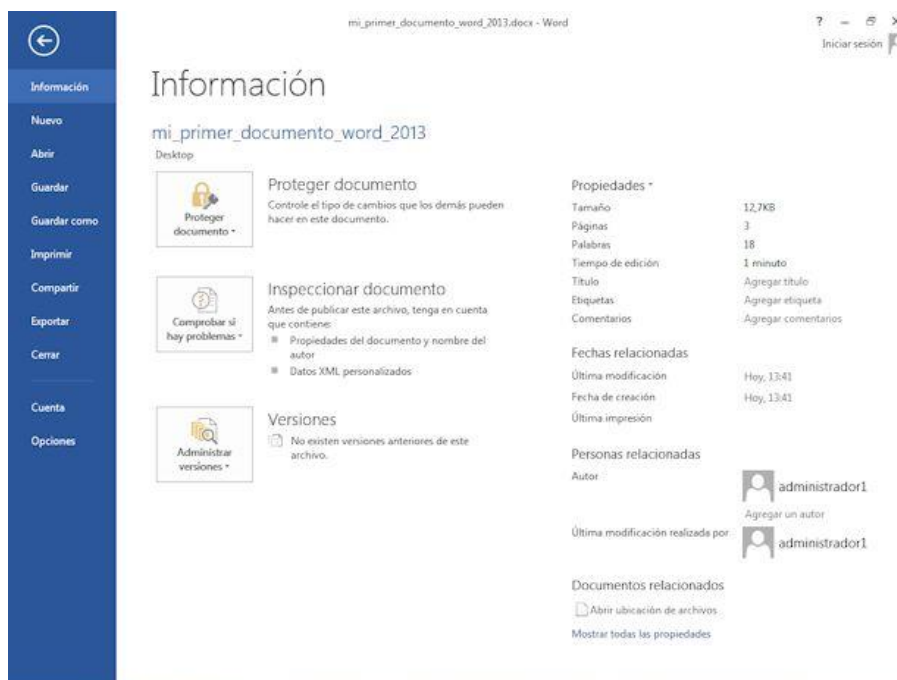 mi_primer_documento_word_2013.docx - Word
?
Iniciar sesión
Información
Nuevo
Abrir
Guardar
Guardar como
Imprimir
Compartir
Exportar
Cerrar
Cuenta
Opciones
Información
mi_primer_documento_word_2013
Desktop
Proteger
documento
Proteger documento
Controle el tipo de cambios que los demás pueden
hacer en este documento.
Comprobar si
hay problemas
Inspeccionar documento
Antes de publicar este archivo, tenga en cuenta
que contiene:
Propiedades del documento y nombre del
autor
Datos XML personalizados
Administrar
versiones
Versiones
No existen versiones anteriores de este
archivo.
Propiedades
Tamaño 12,7KB
Páginas 3
Palabras 18
Tiempo de edición 1 minuto
Título Agregar título
Etiquetas Agregar etiqueta
Comentarios Agregar comentarios
Fechas relacionadas
Última modificación Hoy, 13:41
Fecha de creación Hoy, 13:41
Última impresión
Personas relacionadas
Autor administrador1
Agregar un autor
Última modificación realizada por administrador1
Documentos relacionados
Abrir ubicación de archivos
Mostrar todas las propiedades